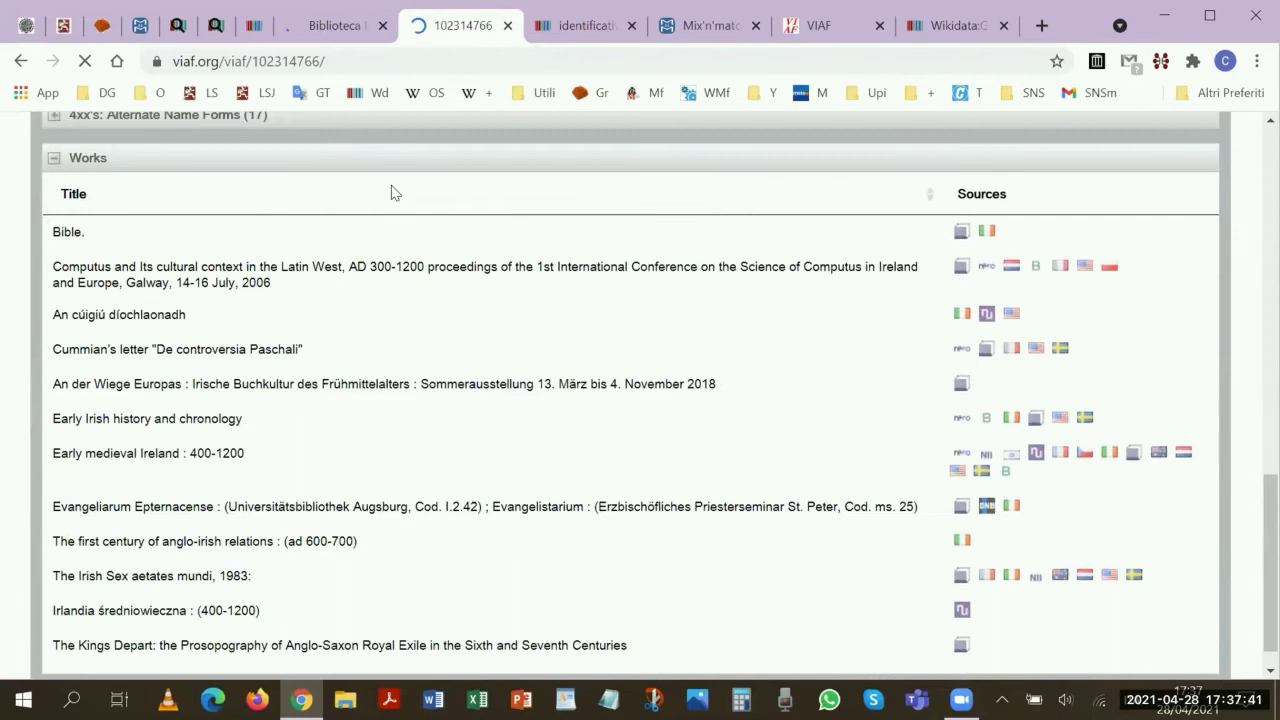 Biblioteca
102314766
identificati
Mix'n'matc
VIAF
Wikidata:G
viaf.org/viaf/102314766/
App DG O LS LSJ GT Wd OS + Utili Gr Mf WMf Y M Upi + T SNS SNSm Altri Preferiti
4xx's: Alternate Name Forms (17)
Works
Title Sources
Bible.
Computus and Its cultural context in the Latin West, AD 300-1200 proceedings of the 1st International Conference on the Science of Computus in Ireland
and Europe, Galway, 14-16 July, 2006
An cúigiú díochlaonadh
Cummian's letter "De controversia Paschali"
An der Wiege Europas : Irische Buchkultur des Frühmittelalters : Sommerausstellung 13. März bis 4. November 2018
Early Irish history and chronology
Early medieval Ireland : 400-1200
Evangeliarum Epternacense : (Universitätsbibliothek Augsburg, Cod. I.2.42) ; Evangelistarium : (Erzbischöfliches Priesterseminar St. Peter, Cod. ms. 25)
The first century of anglo-irish relations : (ad 600-700)
The Irish Sex aetates mundi, 1983:
Irlandia średniowieczna : (400-1200)
The Kings Depart: the Prosopography of Anglo-Saxon Royal Exile in the Sixth and Seventh Centuries
17:37
2021-04-28 17:37:41
28/04/2021